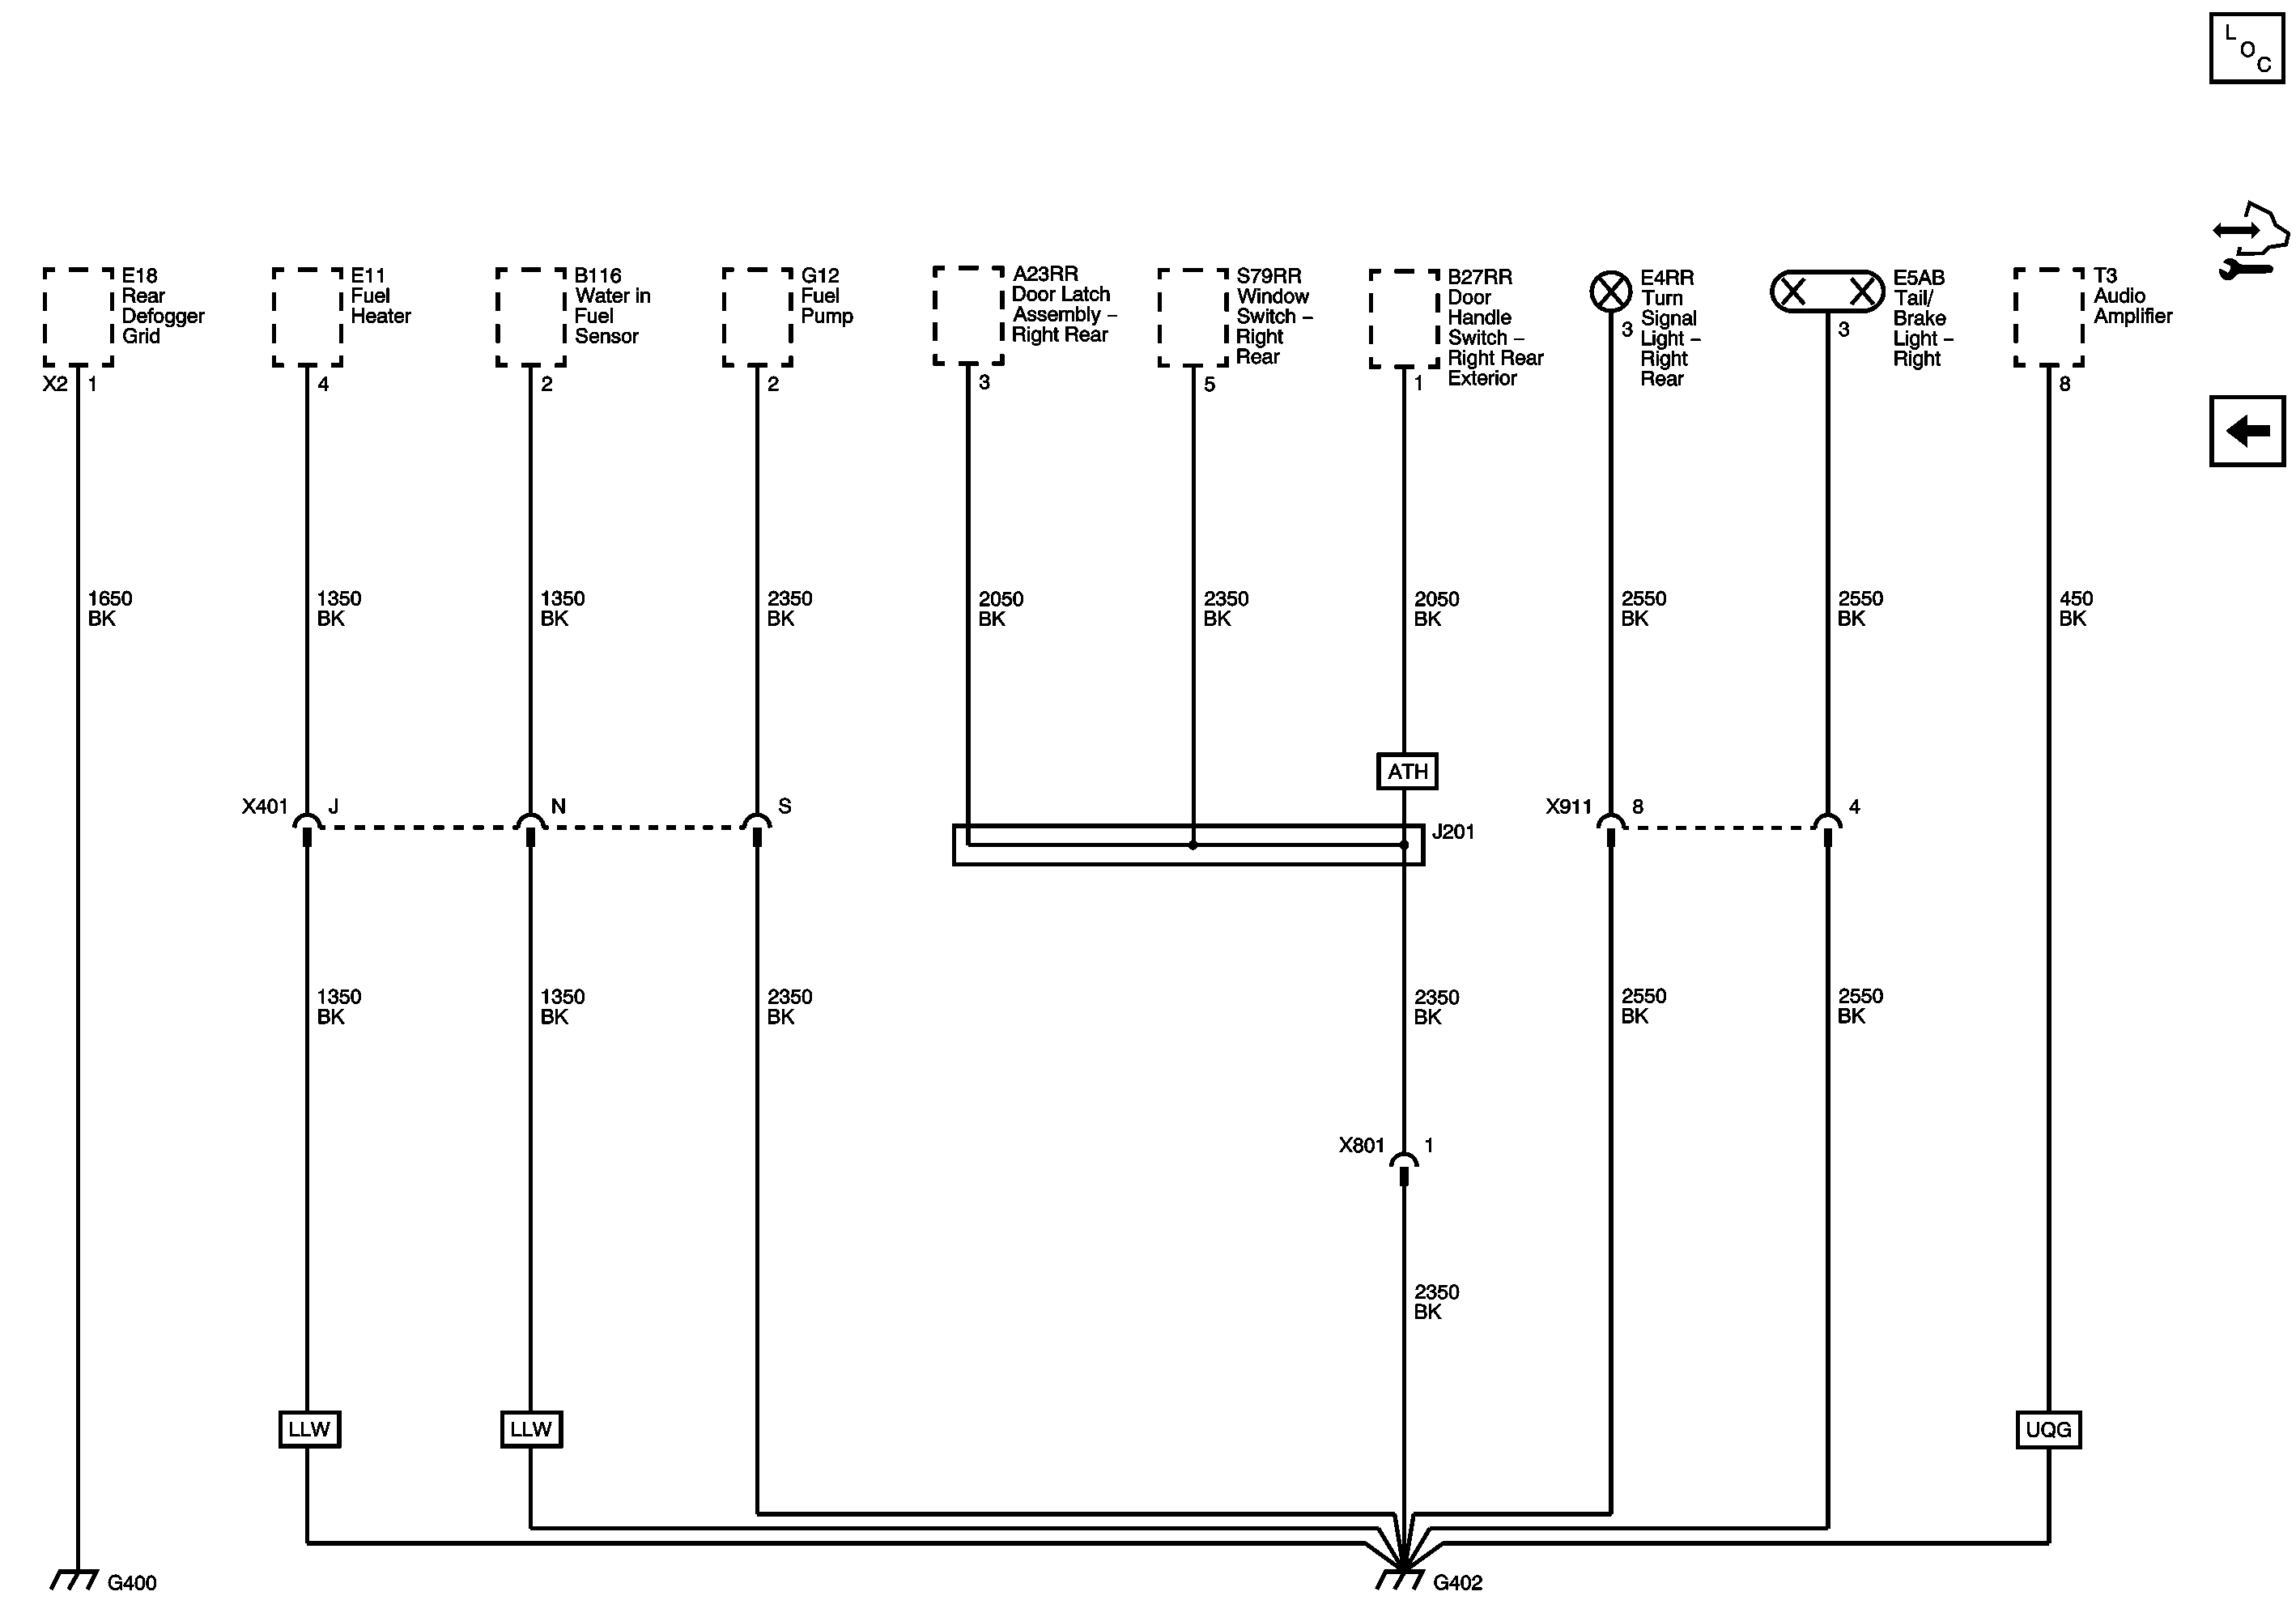 L
O
C
E18
Rear
Defogger
Grid
X2 1
E11
Fuel
Heater
4
B116
Water in
Fuel
Sensor
2
G12
Fuel
Pump
2
A23RR
Door Latch
Assembly –
Right Rear
3
S79RR
Window
Switch –
Right
Rear
5
B27RR
Door
Handle
Switch –
Right Rear
Exterior
1
E4RR
Turn
Signal
Light –
Right
Rear
3
E5AB
Tail/
Brake
Light –
Right
3
T3
Audio
Amplifier
8
1650
BK
1350
BK
1350
BK
2350
BK
2050
BK
2350
BK
2050
BK
2550
BK
2550
BK
450
BK
ATH
X401 J
N
S
J201
X911 8
4
1350
BK
1350
BK
2350
BK
2350
BK
2550
BK
2550
BK
X801 1
2350
BK
LLW
LLW
UQG
G400
G402